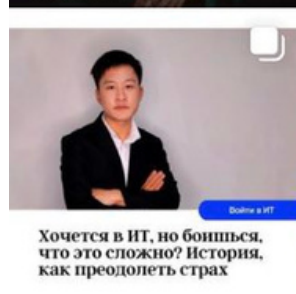 Войти в ИТ
Хочется в ИТ, но боишься,
что это сложно? История,
как преодолеть страх